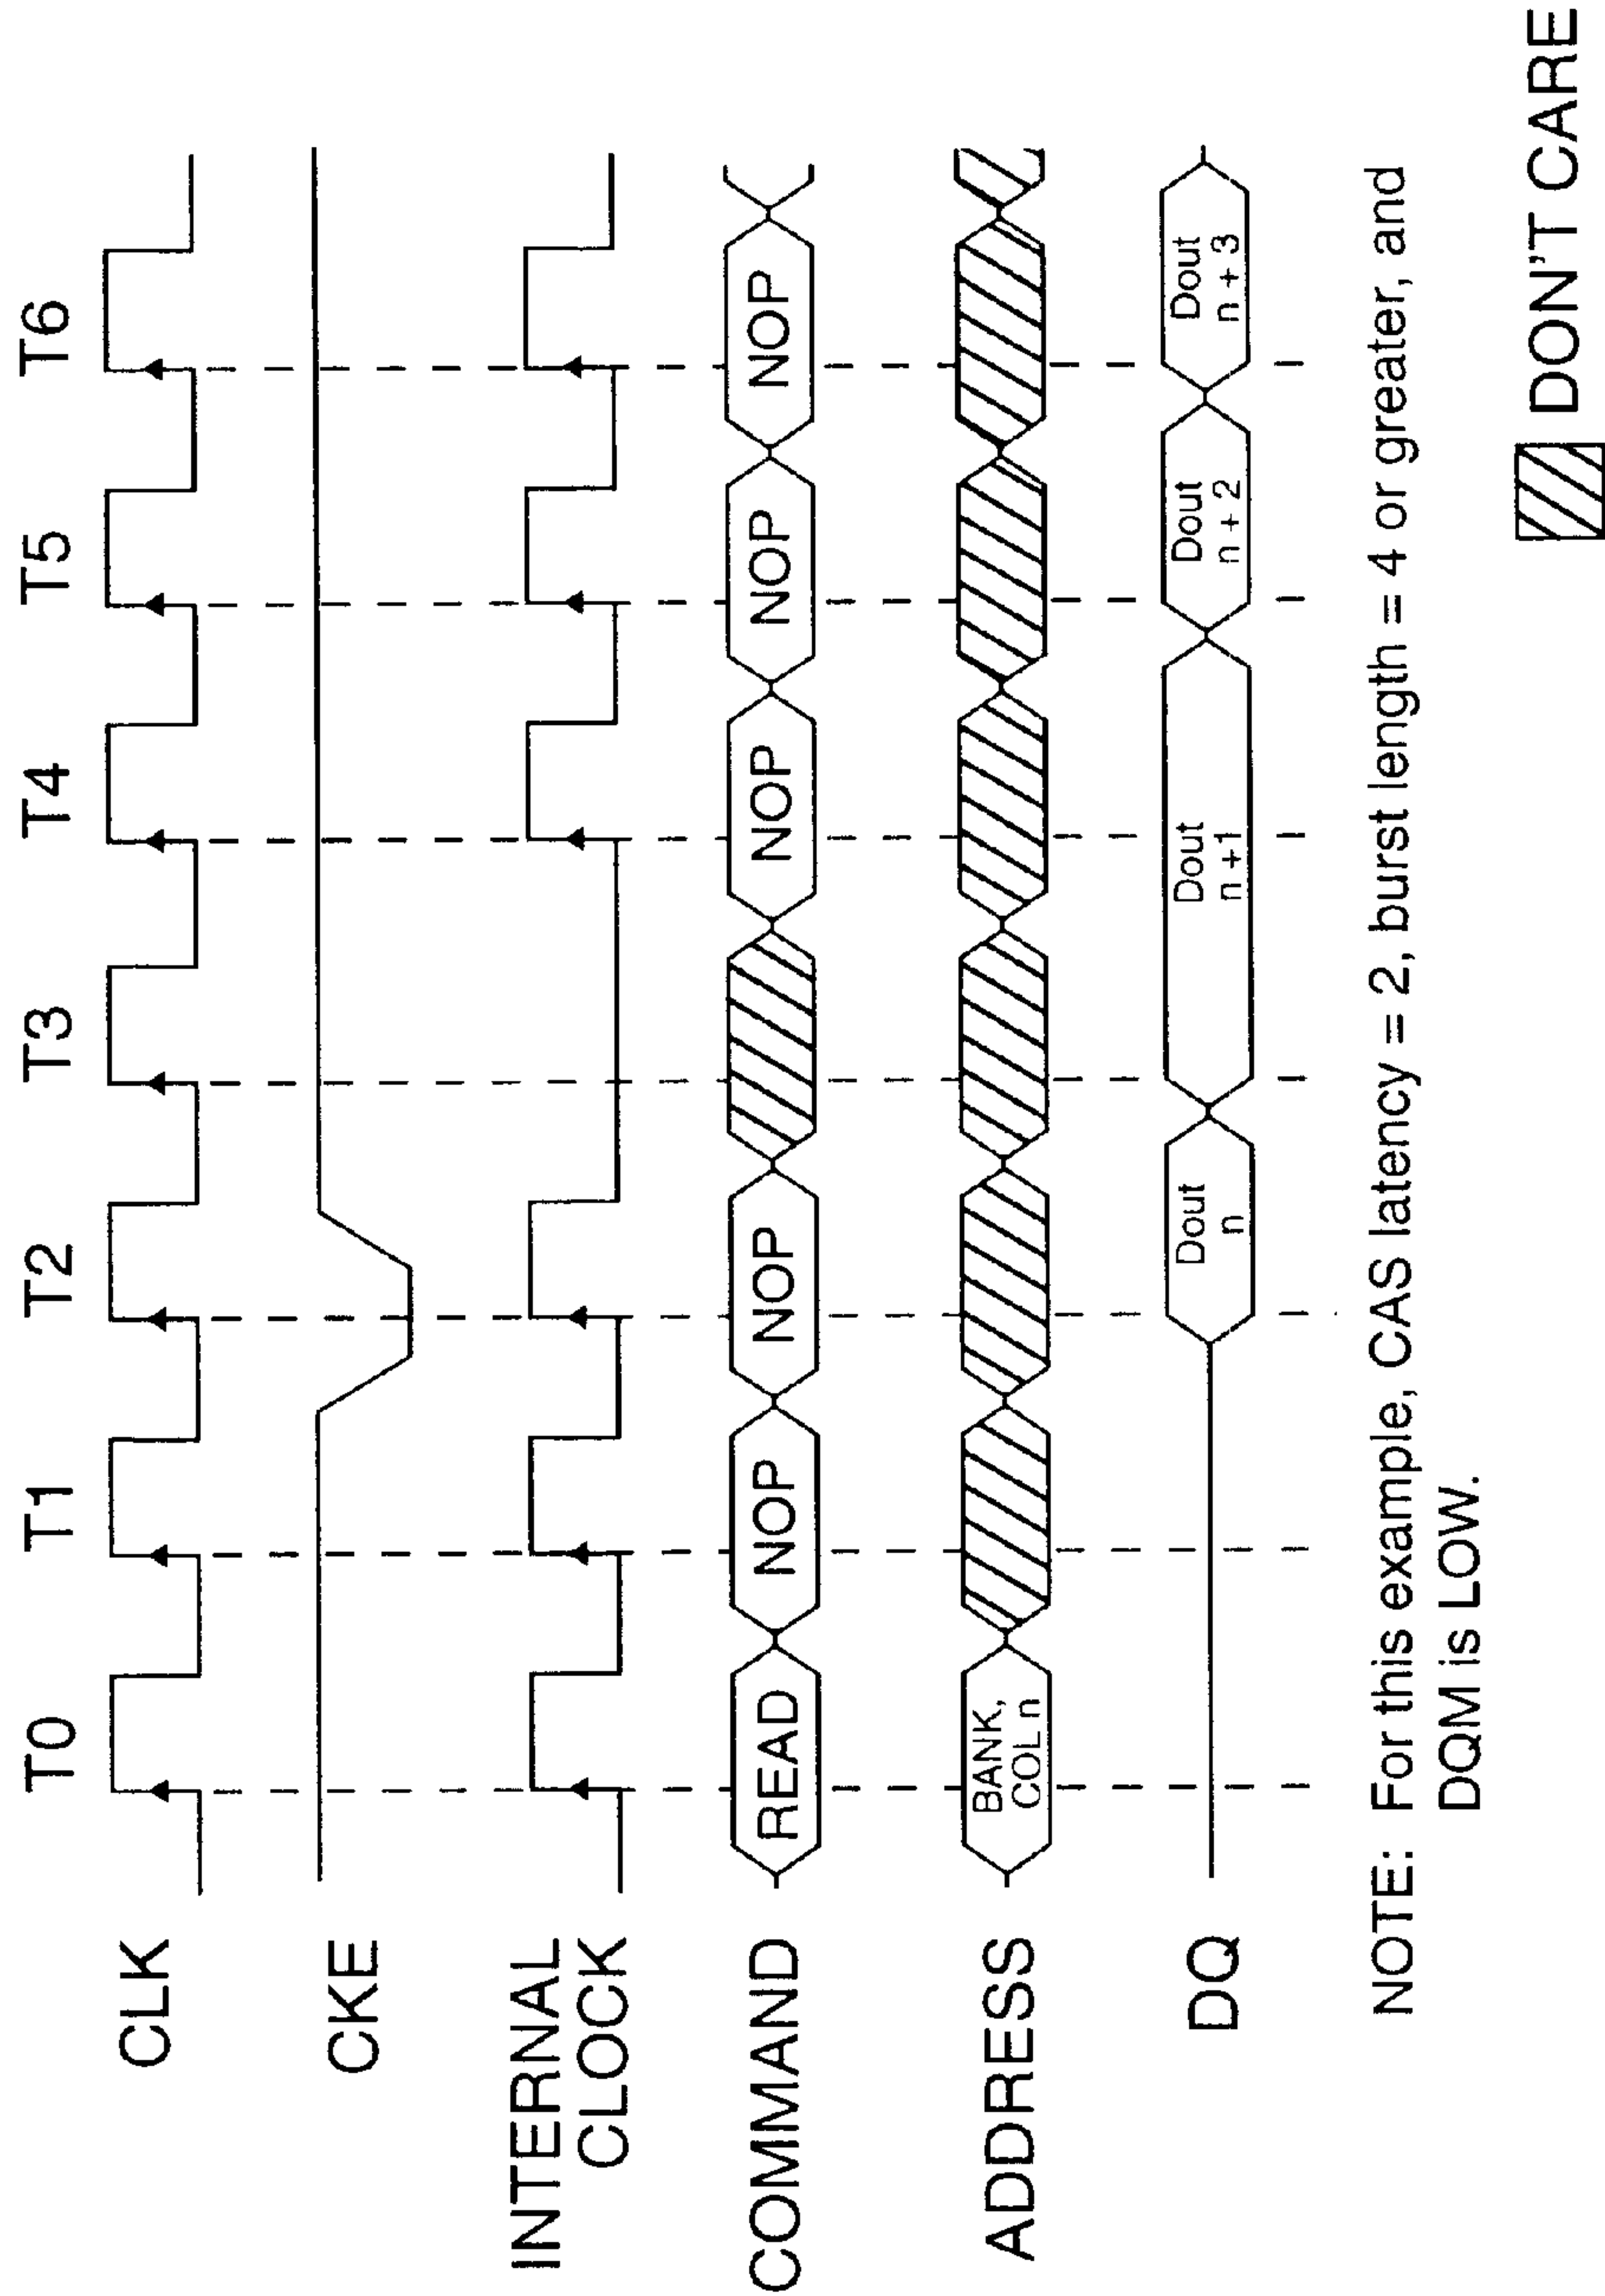 T0 T1 T2 T3 T4 T5 T6
CLK
CKE
INTERNAL
CLOCK
COMMAND READ NOP NOP NOP NOP NOP
ADDRESS BANK,
COL n
DQ Dout
n
Dout
n+1
Dout
n + 2
Dout
n + 3
NOTE: For this example, CAS latency = 2, burst length = 4 or greater, and
DQM is LOW.
DON'T CARE